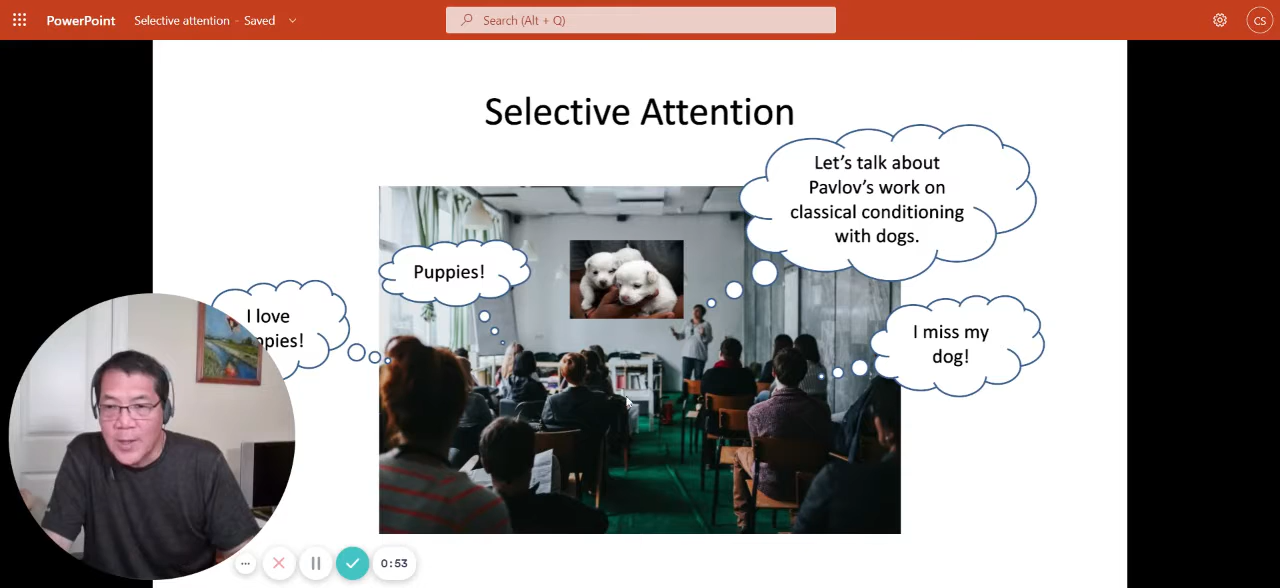 PowerPoint Selective attention - Saved
Search (Alt + Q)
CS
Selective Attention
Let's talk about
Pavlov's work on
classical conditioning
with dogs.
Puppies!
I love
ppies!
I miss my
dog!
0:53